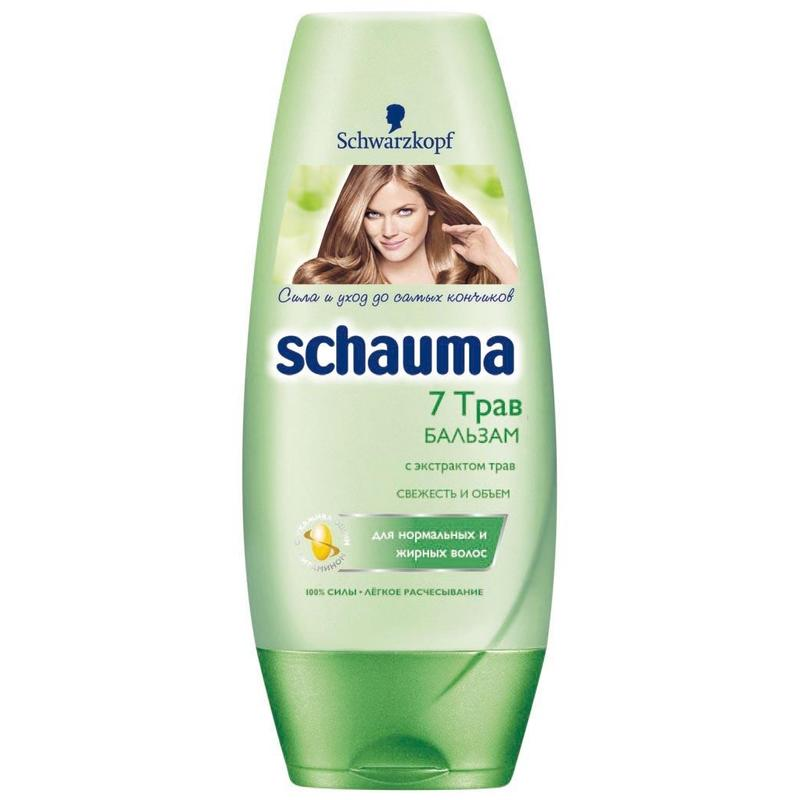 Schwarzkopf
Сила и уход до самых кончиков
schauma
7 Трав
БАЛЬЗАМ
с экстрактом трав
СВЕЖЕСТЬ И ОБЪЕМ
для нормальных и
жирных волос
100% СИЛЫ • ЛЁГКОЕ РАСЧЕСЫВАНИЕ